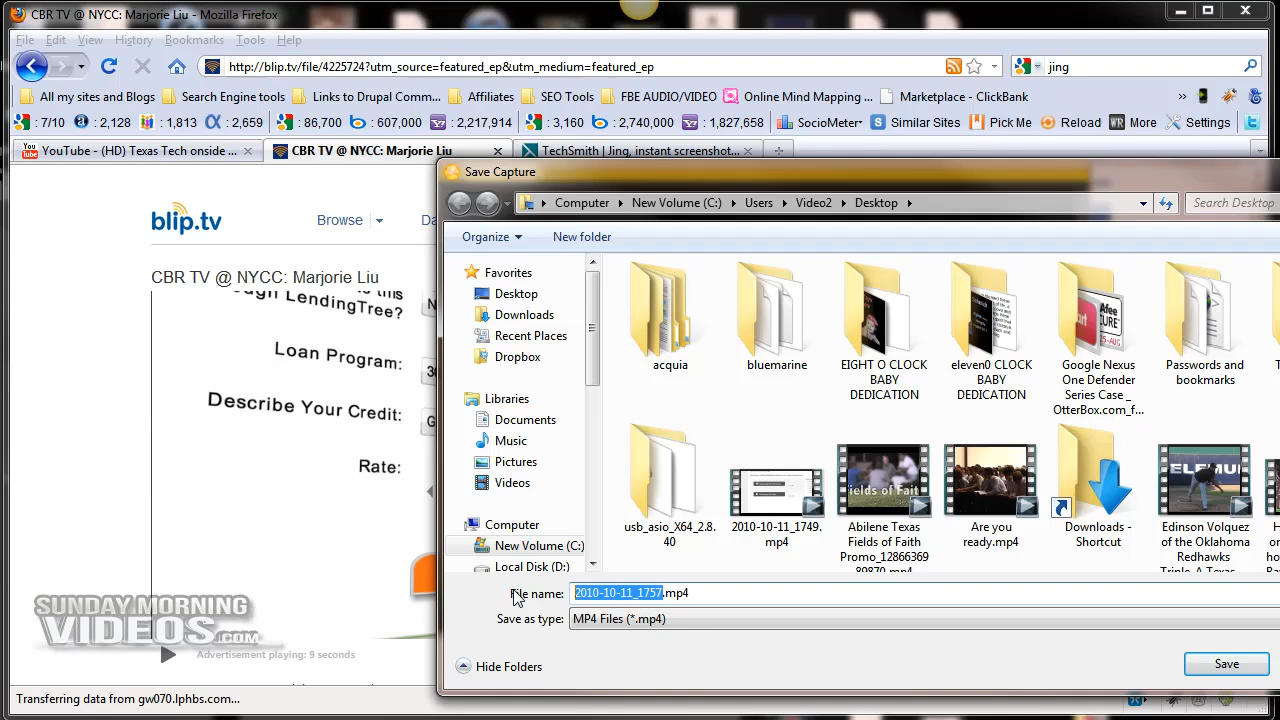 CBR TV @ NYCC: Marjorie Liu - Mozilla Firefox
File Edit View History Bookmarks Tools Help
http://blip.tv/file/4225724?utm_source=featured_ep&utm_medium=featured_ep
jing
All my sites and Blogs Search Engine tools Links to Drupal Comm... Affiliates SEO Tools FBE AUDIO/VIDEO Online Mind Mappng ... Marketplace - ClickBank »
: 7/10 : 2,128 : 1,813 : 2,659 : 86,700 : 607,000 : 2,217,914 : 3,160 : 2,740,000 : 1,827,658 SocioMeter Similar Sites Pick Me Reload More Settings
YouTube - (HD) Texas Tech onside ... CBR TV @ NYCC: Marjorie Liu TechSmith | Jing, instant screenshot...
Save Capture
Computer New Volume (C:) Users Video2 Desktop
Search Desktop
blip.tv
Browse
Organize New folder
CBR TV @ NYCC: Marjorie Liu
LendingTree?
Loan Program:
Describe Your Credit:
Rate:
Favorites
Desktop
Downloads
Recent Places
Dropbox
Libraries
Documents
Music
Pictures
Videos
Computer
New Volume (C:)
Local Disk (D:)
acquia
bluemarine
EIGHT O CLOCK
BABY
DEDICATION
eleven0 CLOCK
BABY
DEDICATION
Google Nexus
One Defender
Series Case _
OtterBox.com_f...
Passwords and
bookmarks
usb_asio_X64_2.8.
40
2010-10-11_1749.
mp4
ields of Fait
Abilene Texas
Fields of Faith
Promo_12866369
89870.mp4
Are you
ready.mp4
Downloads -
Shortcut
Edinson Volquez
of the Oklahoma
Redhawks
Triple-A Texas
File name: 2010-10-11_1757.mp4
Save as type: MP4 Files (*.mp4)
Hide Folders
Save
SUNDAY MORNING
VIDEOS.COM
Advertisement playing: 9 seconds
Transferring data from gw070.lphbs.com...